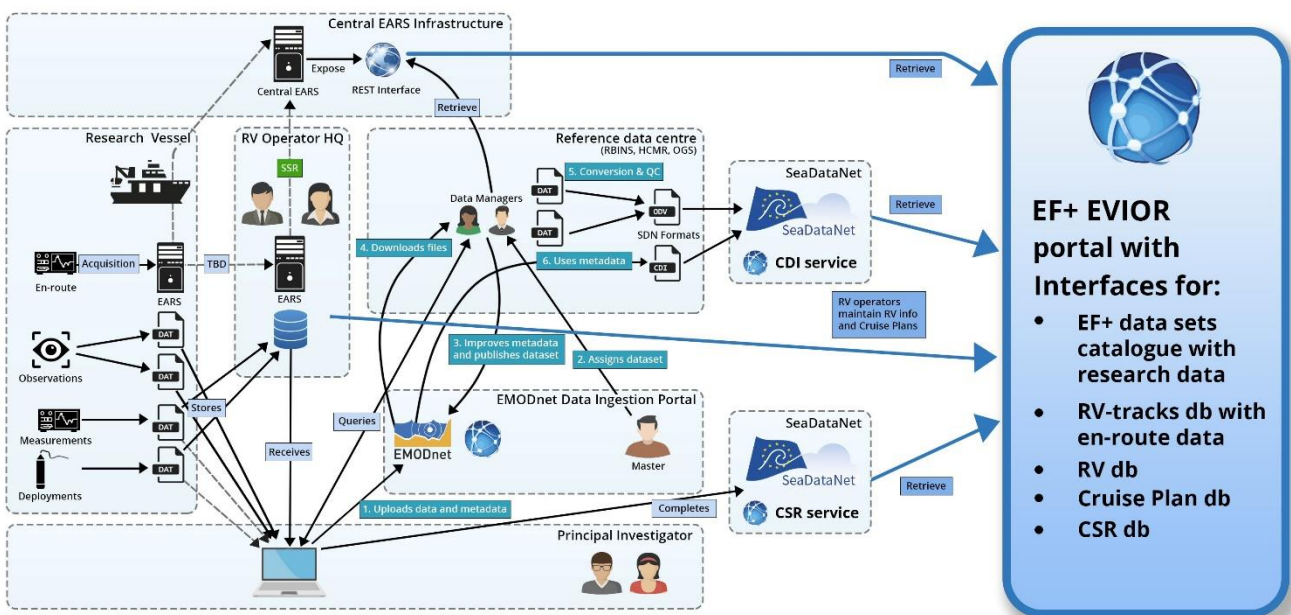 Central EARS Infrastructure
Expose
Central EARS
REST Interface
Retrieve
Retrieve
Research Vessel
RV Operator HQ
SSR
Reference data centre
(RBINS, HCMR, OGS)
5. Conversion & QC
Data Managers
DAT
DAT
ODV
SDN Formats
CDI
4. Downloads files
6. Uses metadata
SeaDataNet
SeaDataNet
CDI service
Retrieve
Acquisition
TBD
En-route
EARS
EARS
RV operators
maintain RV info
and Cruise Plans
DAT
DAT
Observations
3. Improves metadata
and publishes dataset
2. Assigns dataset
Stores
DAT
Measurements
DAT
Deployments
Receives
Queries
EMODnet Data Ingestion Portal
EMODnet
Master
1. Uploads data and metadata
Completes
SeaDataNet
SeaDataNet
CSR service
Retrieve
Principal Investigator
EF+ EVIOR
portal with
Interfaces for:
• EF+ data sets
catalogue with
research data
• RV-tracks db with
en-route data
• RV db
• Cruise Plan db
• CSR db